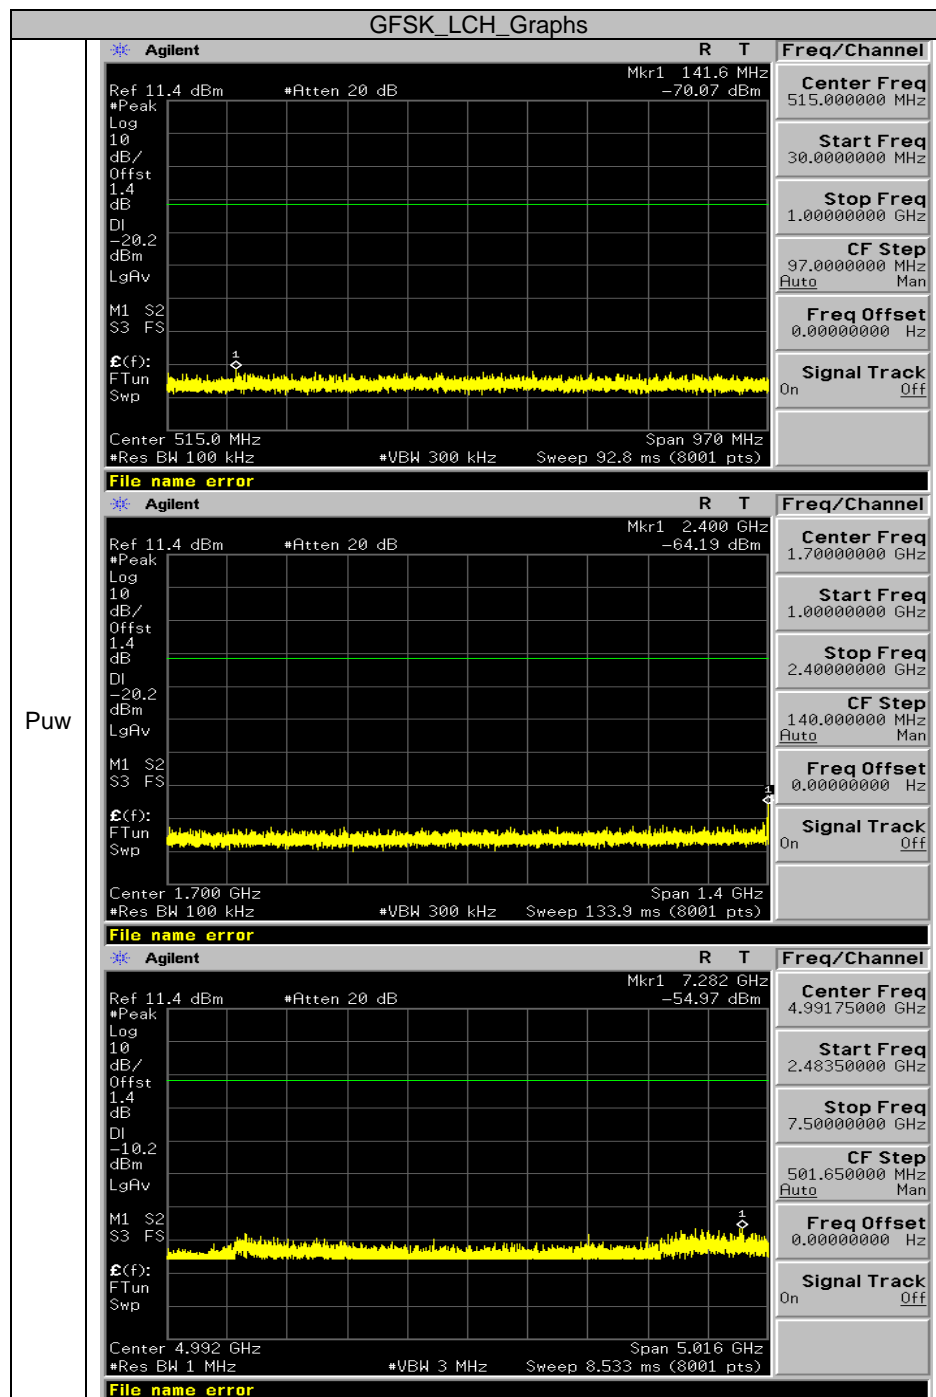 GFSK_LCH_Graphs
Puw
Agilent R T Freq/Channel
Mkr1 141.6 MHz
Ref 11.4 dBm #Atten 20 dB -70.07 dBm
#Peak
Log
10
dB/
Offst
1.4
dB
DI
-20.2
dBm
LgAv
M1 S2
S3 FS
£(f):
FTun
Swp
1
Center 515.0 MHz Span 970 MHz
#Res BW 100 kHz #VBW 300 kHz Sweep 92.8 ms (8001 pts)
File name error
Center Freq
515.000000 MHz
Start Freq
30.0000000 MHz
Stop Freq
1.00000000 GHz
CF Step
97.0000000 MHz
Auto Man
Freq Offset
0.00000000 Hz
Signal Track
On Off
Agilent R T Freq/Channel
Mkr1 2.400 GHz
Ref 11.4 dBm #Atten 20 dB -64.19 dBm
#Peak
Log
10
dB/
Offst
1.4
dB
DI
-20.2
dBm
LgAv
M1 S2
S3 FS
£(f):
FTun
Swp
1
Center 1.700 GHz Span 1.4 GHz
#Res BW 100 kHz #VBW 300 kHz Sweep 133.9 ms (8001 pts)
File name error
Center Freq
1.70000000 GHz
Start Freq
1.00000000 GHz
Stop Freq
2.40000000 GHz
CF Step
140.000000 MHz
Auto Man
Freq Offset
0.00000000 Hz
Signal Track
On Off
Agilent R T Freq/Channel
Mkr1 7.282 GHz
Ref 11.4 dBm #Atten 20 dB -54.97 dBm
#Peak
Log
10
dB/
Offst
1.4
dB
DI
-10.2
dBm
LgAv
M1 S2
S3 FS
£(f):
FTun
Swp
1
Center 4.992 GHz Span 5.016 GHz
#Res BW 1 MHz #VBW 3 MHz Sweep 8.533 ms (8001 pts)
File name error
Center Freq
4.99175000 GHz
Start Freq
2.48350000 GHz
Stop Freq
7.50000000 GHz
CF Step
501.650000 MHz
Auto Man
Freq Offset
0.00000000 Hz
Signal Track
On Off